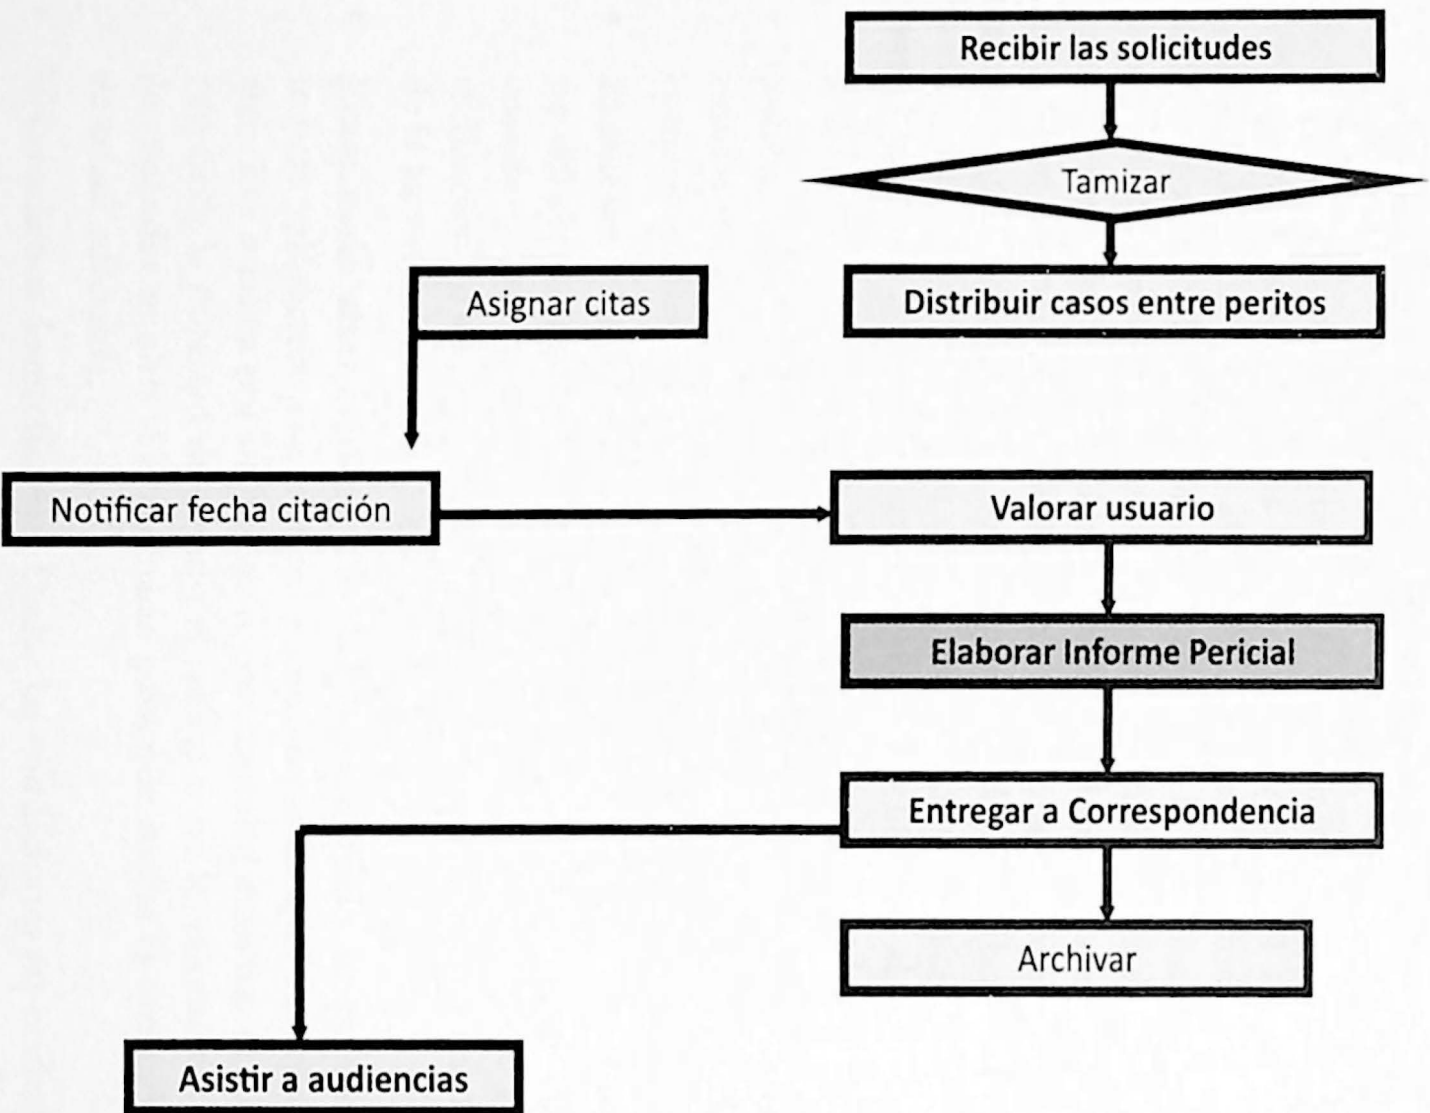 Recibir las solicitudes
Tamizar
Asignar citas
Distribuir casos entre peritos
Notificar fecha citación
Valorar usuario
Elaborar Informe Pericial
Entregar a Correspondencia
Archivar
Asistir a audiencias